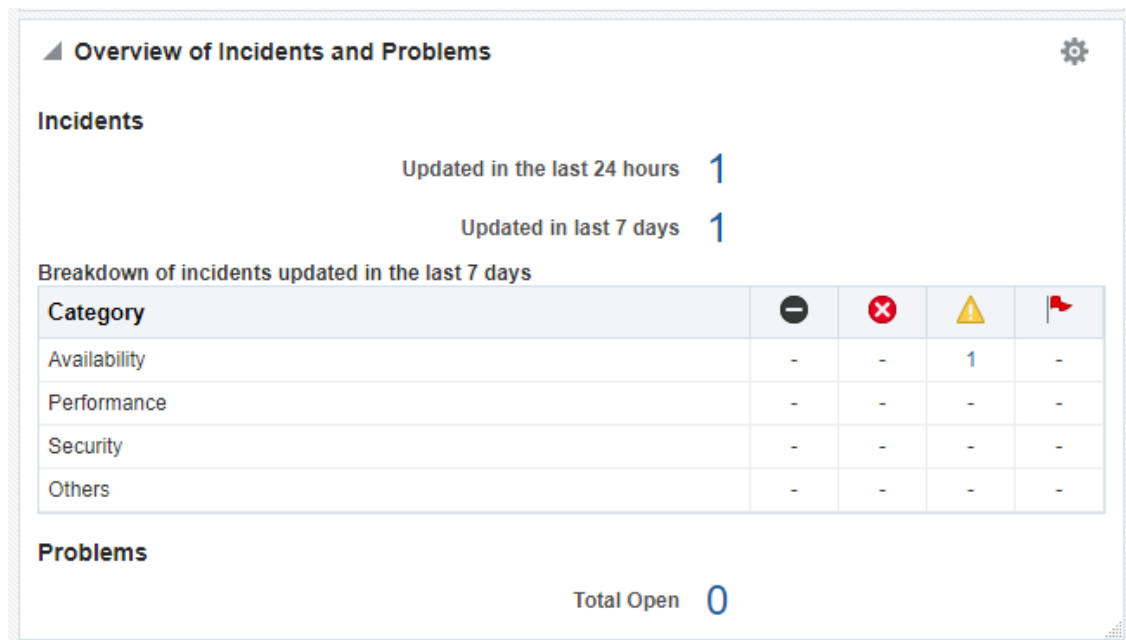 Overview of Incidents and Problems
Incidents
Updated in the last 24 hours 1
Updated in last 7 days 1
Breakdown of incidents updated in the last 7 days
Category
Availability - - 1 -
Performance - - - -
Security - - - -
Others - - - -
Problems
Total Open 0